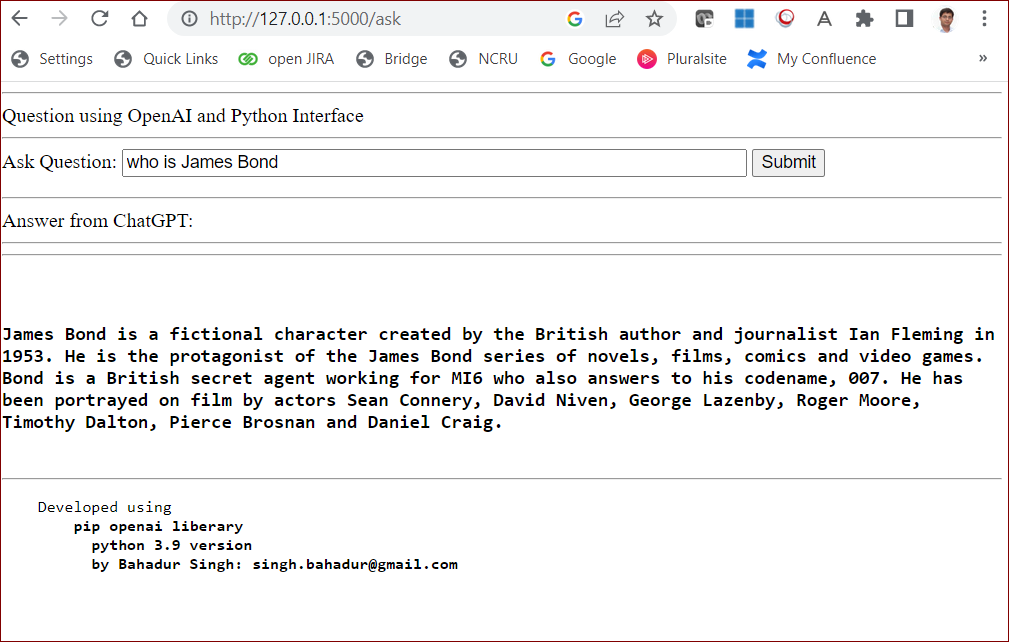 http://127.0.0.1:5000/ask
Settings Quick Links open JIRA Bridge NCRU Google Pluralsite My Confluence »
Question using OpenAI and Python Interface
Ask Question: who is James Bond Submit
Answer from ChatGPT:
James Bond is a fictional character created by the British author and journalist Ian Fleming in
1953. He is the protagonist of the James Bond series of novels, films, comics and video games.
Bond is a British secret agent working for MI6 who also answers to his codename, 007. He has
been portrayed on film by actors Sean Connery, David Niven, George Lazenby, Roger Moore,
Timothy Dalton, Pierce Brosnan and Daniel Craig.
Developed using
pip openai liberary
python 3.9 version
by Bahadur Singh: singh.bahadur@gmail.com